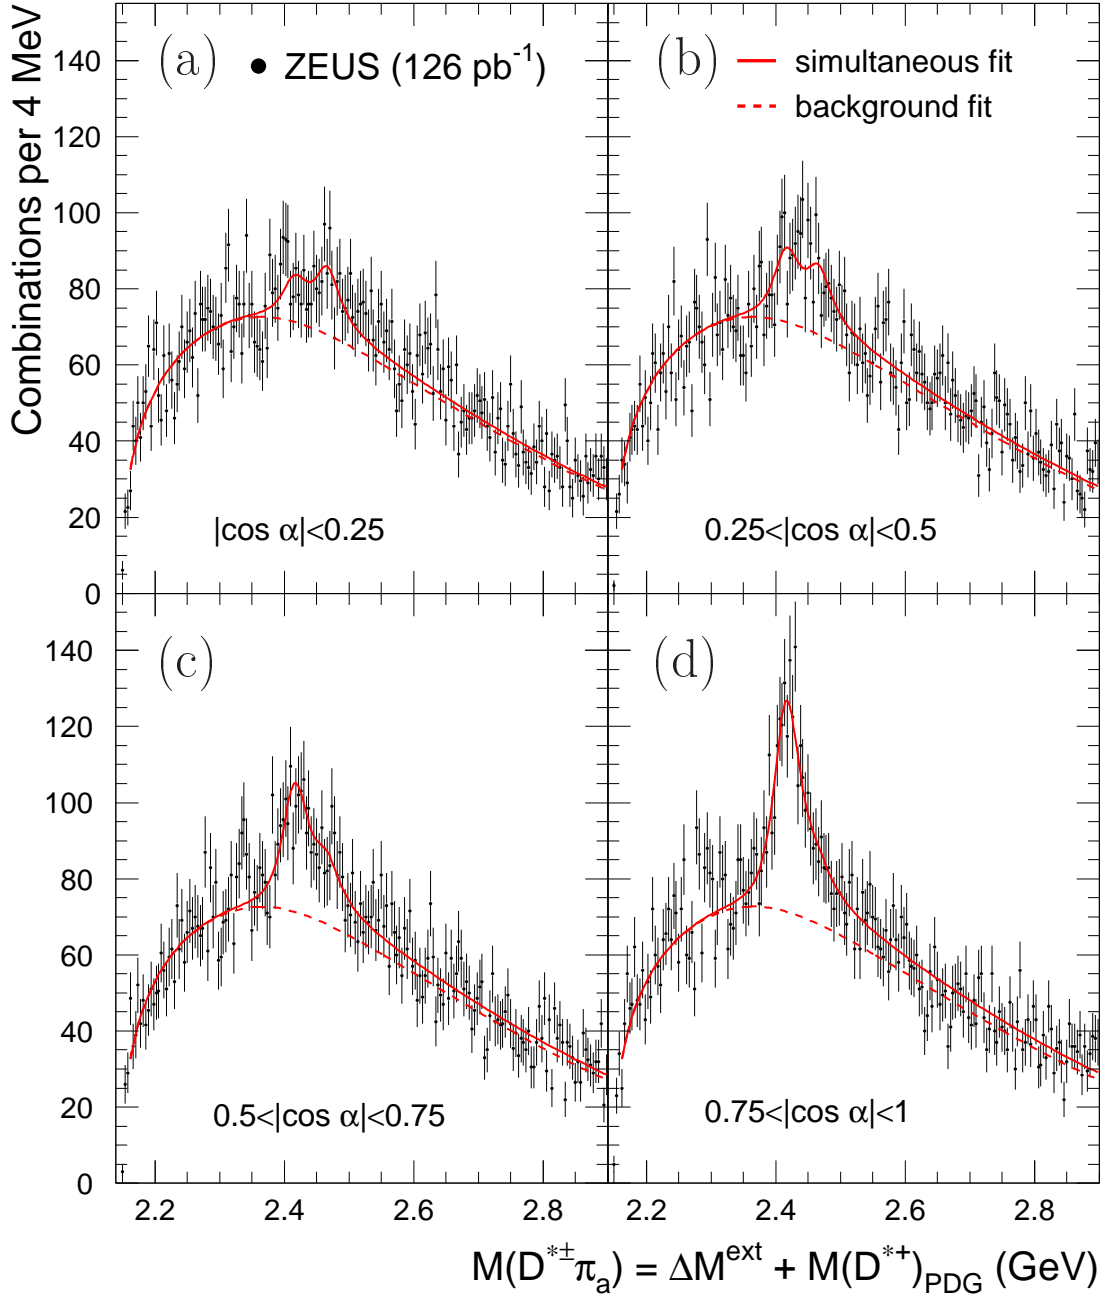 Combinations per 4 MeV
140
120
100
80
60
40
20
0
(a)
● ZEUS (126 pb⁻¹)
|cos α|<0.25
(b)
simultaneous fit
background fit
0.25<|cos α|<0.5
140
120
100
80
60
40
20
0
(c)
0.5<|cos α|<0.75
(d)
0.75<|cos α|<1
2.2 2.4 2.6 2.8 2.2 2.4 2.6 2.8
M(D*±πₐ) = ΔMᵉˣᵗ + M(D*⁺)PDG (GeV)